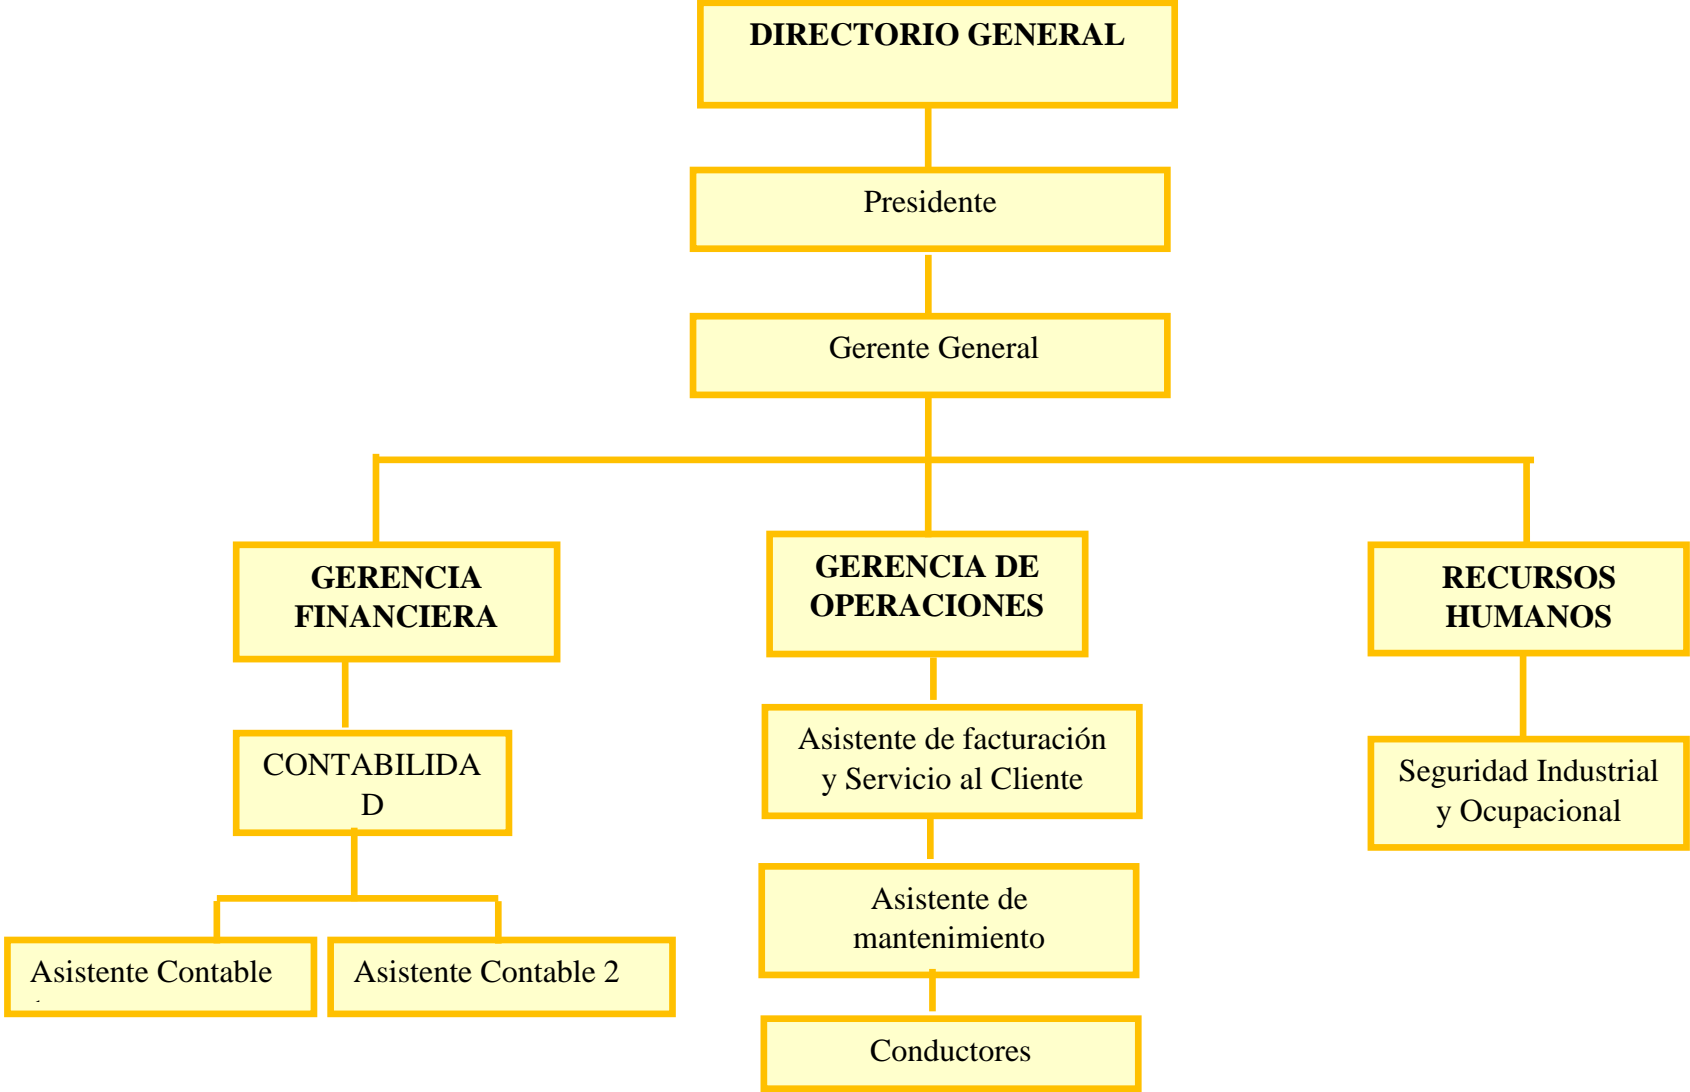 DIRECTORIO GENERAL
Presidente
Gerente General
GERENCIA
FINANCIERA
GERENCIA DE
OPERACIONES
RECURSOS
HUMANOS
CONTABILIDA
D
Asistente de facturación
y Servicio al Cliente
Seguridad Industrial
y Ocupacional
Asistente de
mantenimiento
Asistente Contable
Asistente Contable 2
Conductores